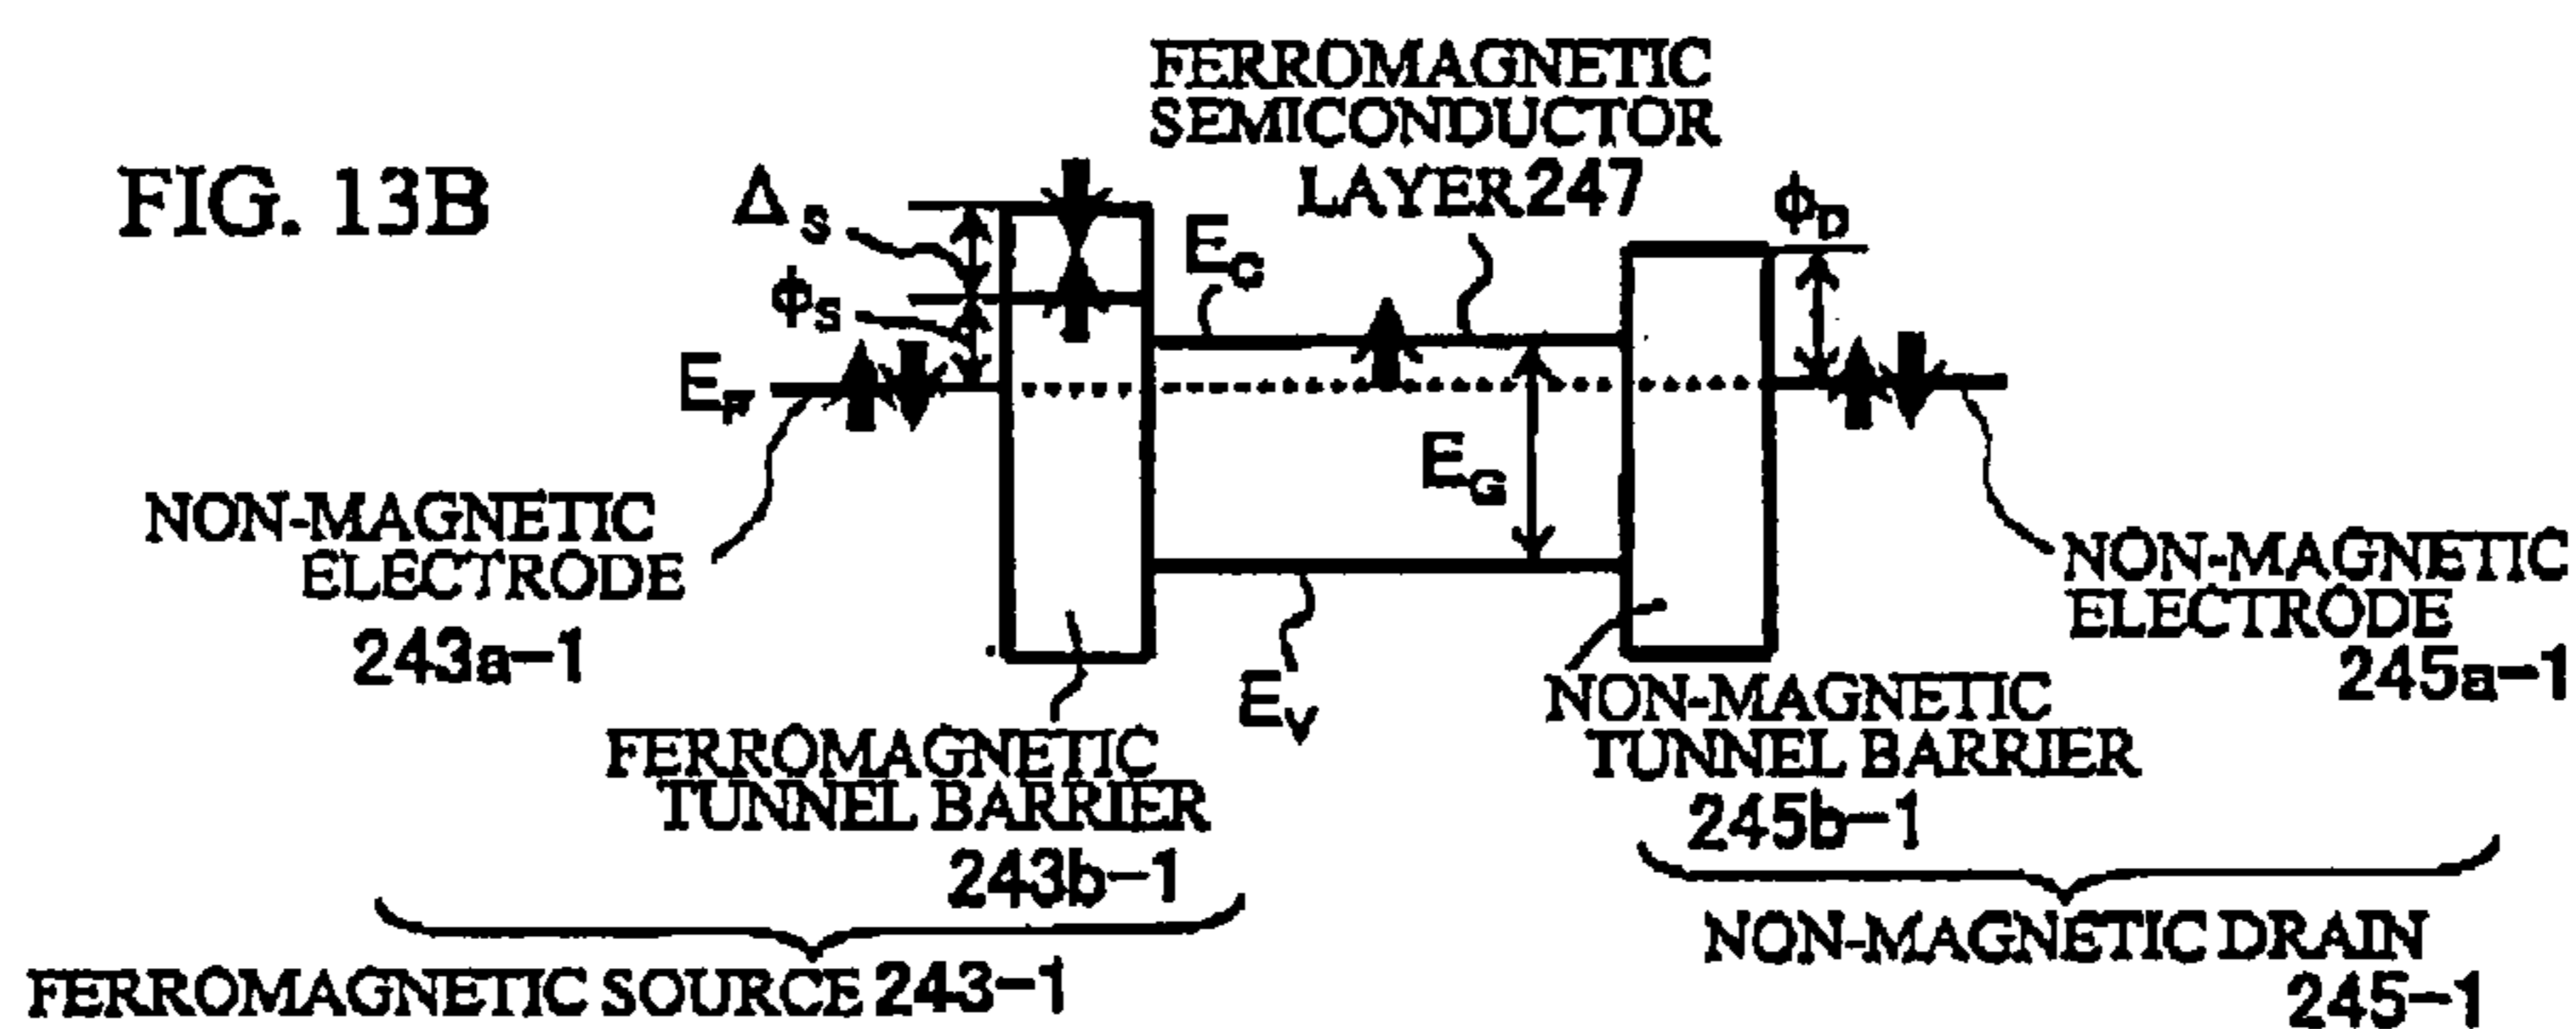 FIG. 13B
FERROMAGNETIC
SEMICONDUCTOR
LAYER 247
ΔS
ϕS
EF
EC
ϕD
EG
EV
NON-MAGNETIC
ELECTRODE
243a-1
NON-MAGNETIC
ELECTRODE
245a-1
FERROMAGNETIC
TUNNEL BARRIER
243b-1
NON-MAGNETIC
TUNNEL BARRIER
245b-1
FERROMAGNETIC SOURCE 243-1
NON-MAGNETIC DRAIN
245-1